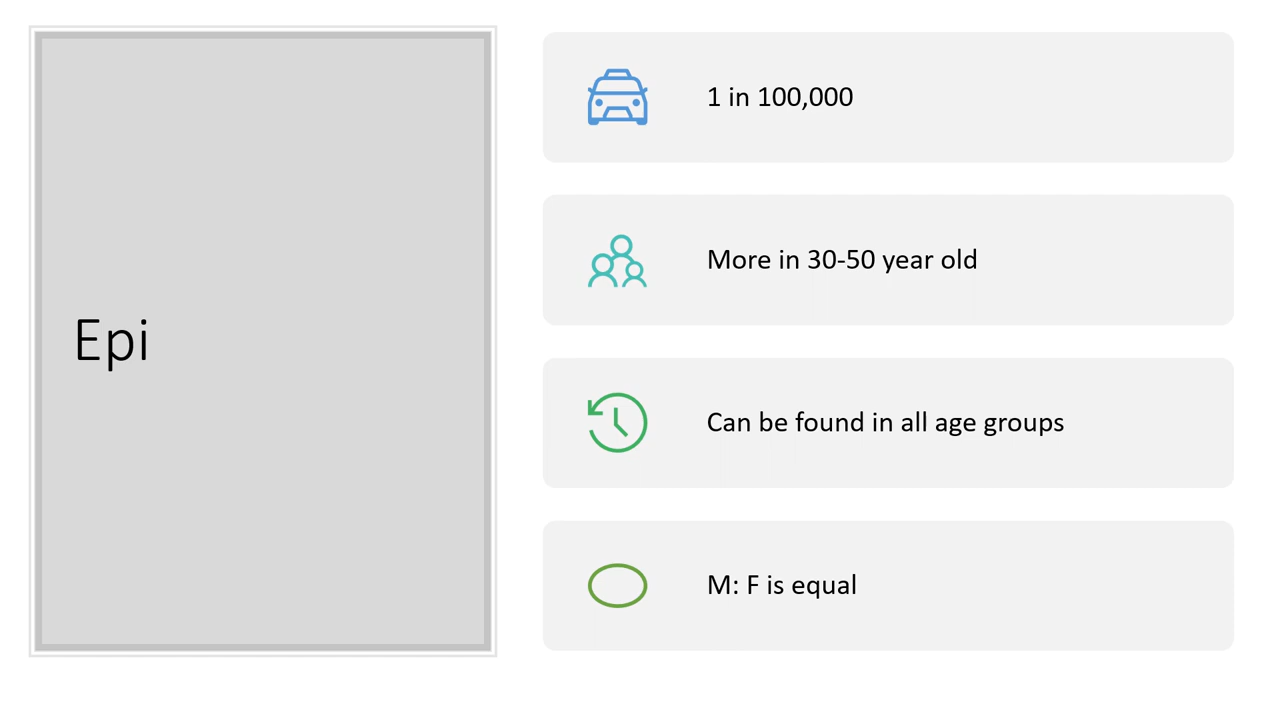 Epi
1 in 100,000
More in 30-50 year old
Can be found in all age groups
M: F is equal